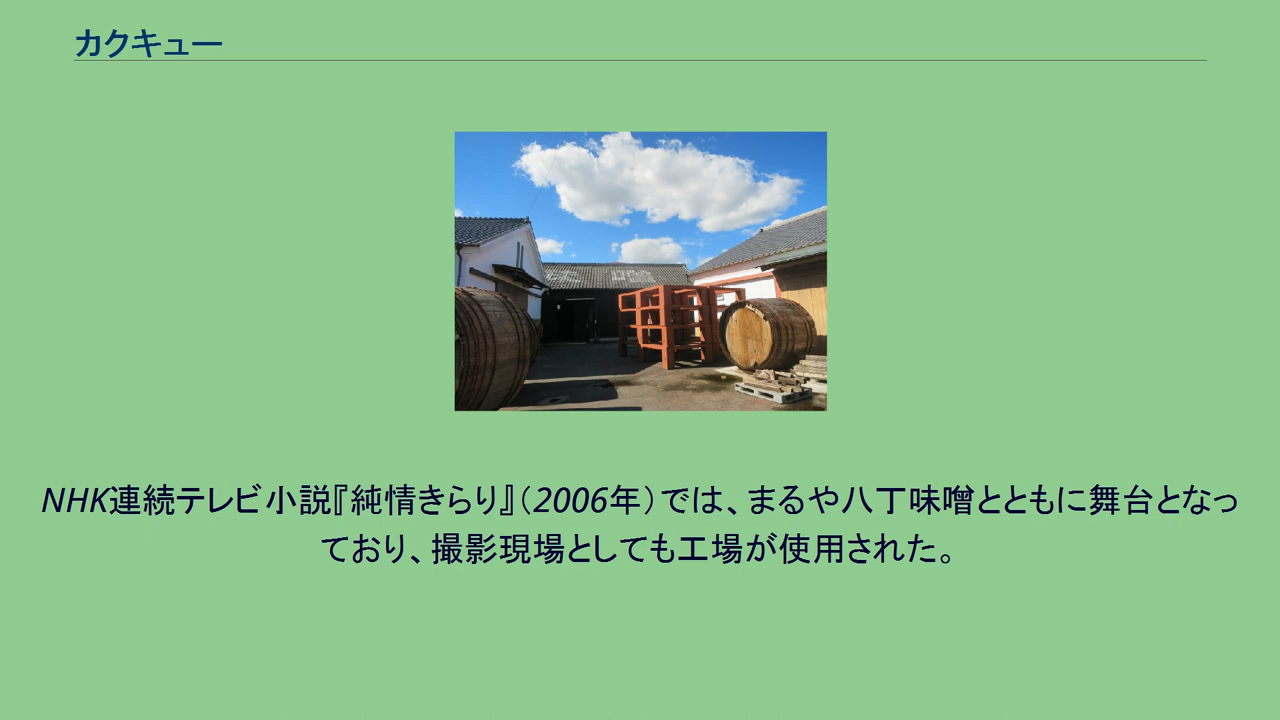 カクキュー
NHK連続テレビ小説『純情きらり』（2006年）では、まるや八丁味噌とともに舞台となっ
ており、撮影現場としても工場が使用された。